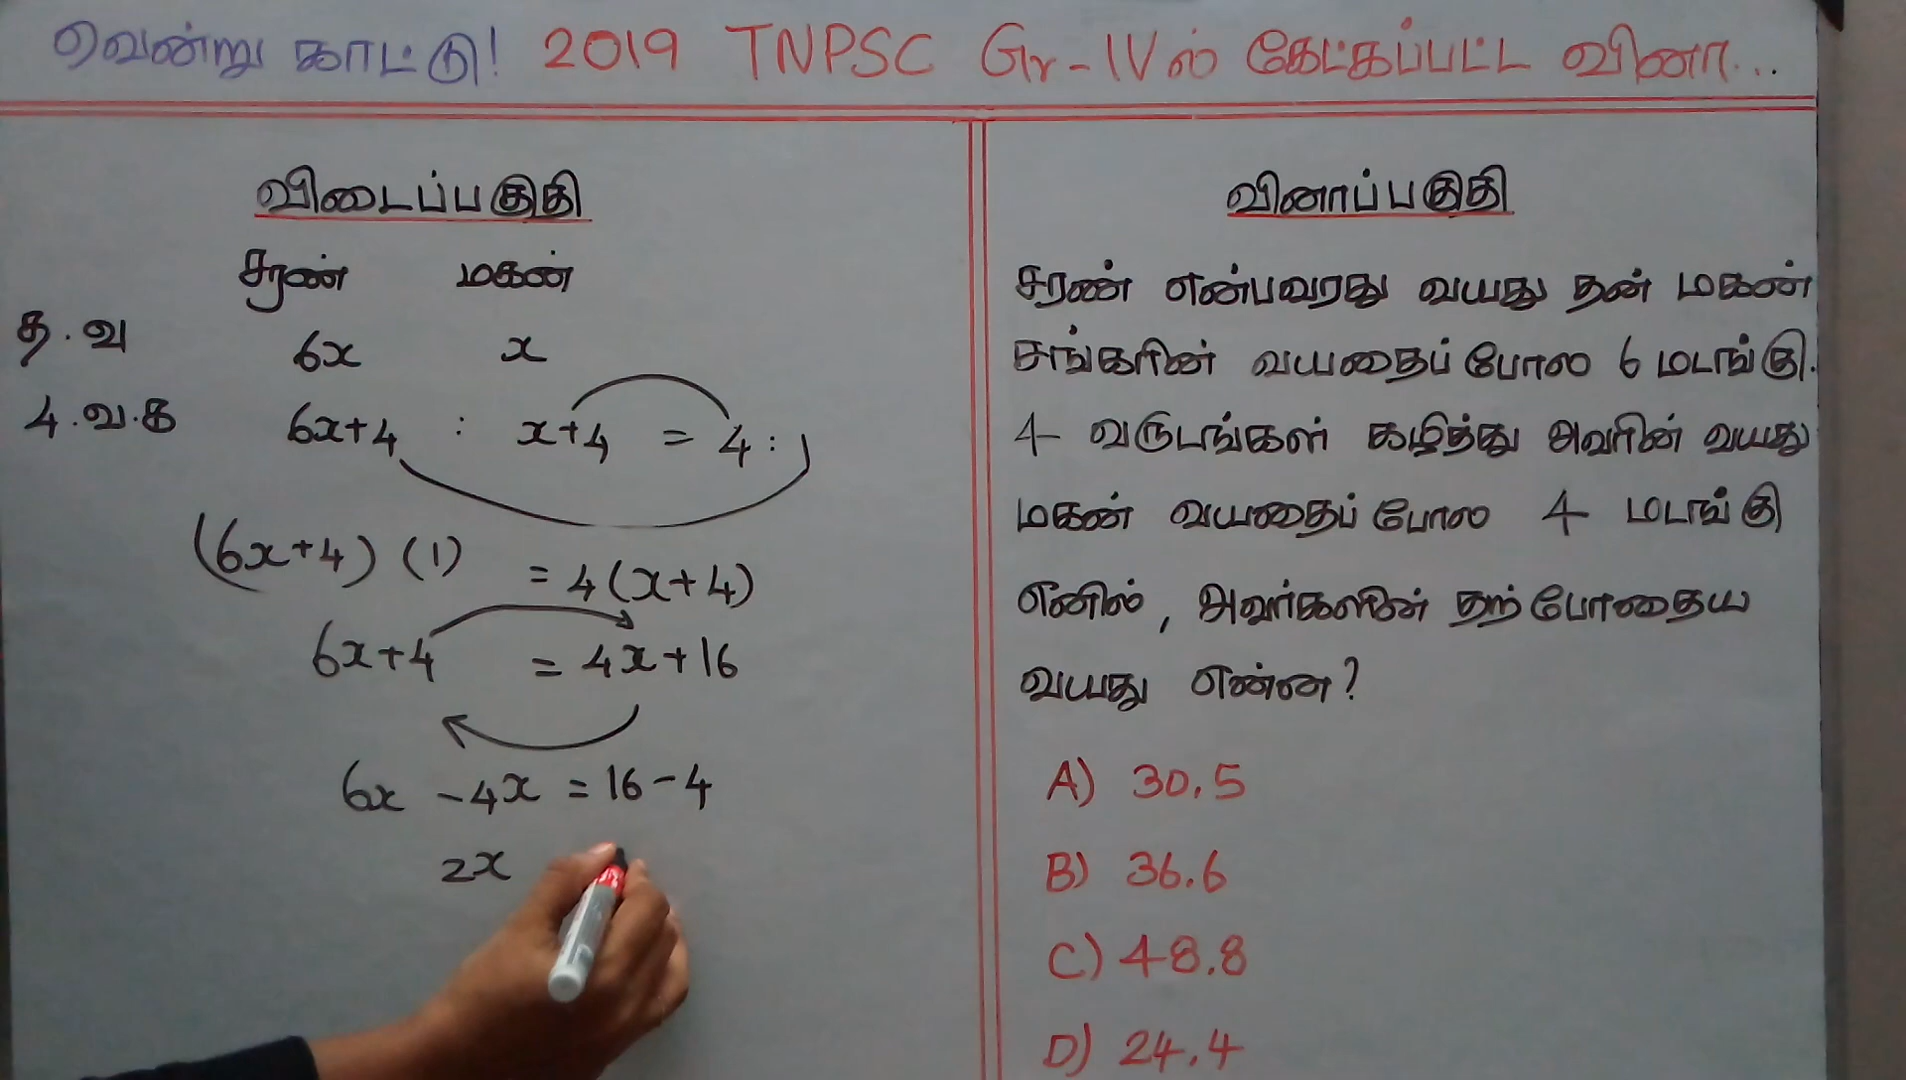 வென்று காட்டு! 2019 TNPSC Gr-IVல் கேட்கப்பட்ட வினா...
விடைப்பகுதி
சரண் மகன்
த.வ 6x x
4.வ.க 6x+4 : x+4 = 4:1
(6x+4) (1) = 4(x+4)
6x+4 = 4x+16
6x -4x = 16-4
2x
வினாப்பகுதி
சரண் என்பவரது வயது தன் மகன்
சங்கரின் வயதைப் போல 6 மடங்கு.
4 வருடங்கள் கழித்து அவரின் வயது
மகன் வயதைப் போல 4 மடங்கு
எனில், அவர்களின் தற்போதைய
வயது என்ன?
A) 30.5
B) 36.6
C) 48.8
D) 24.4